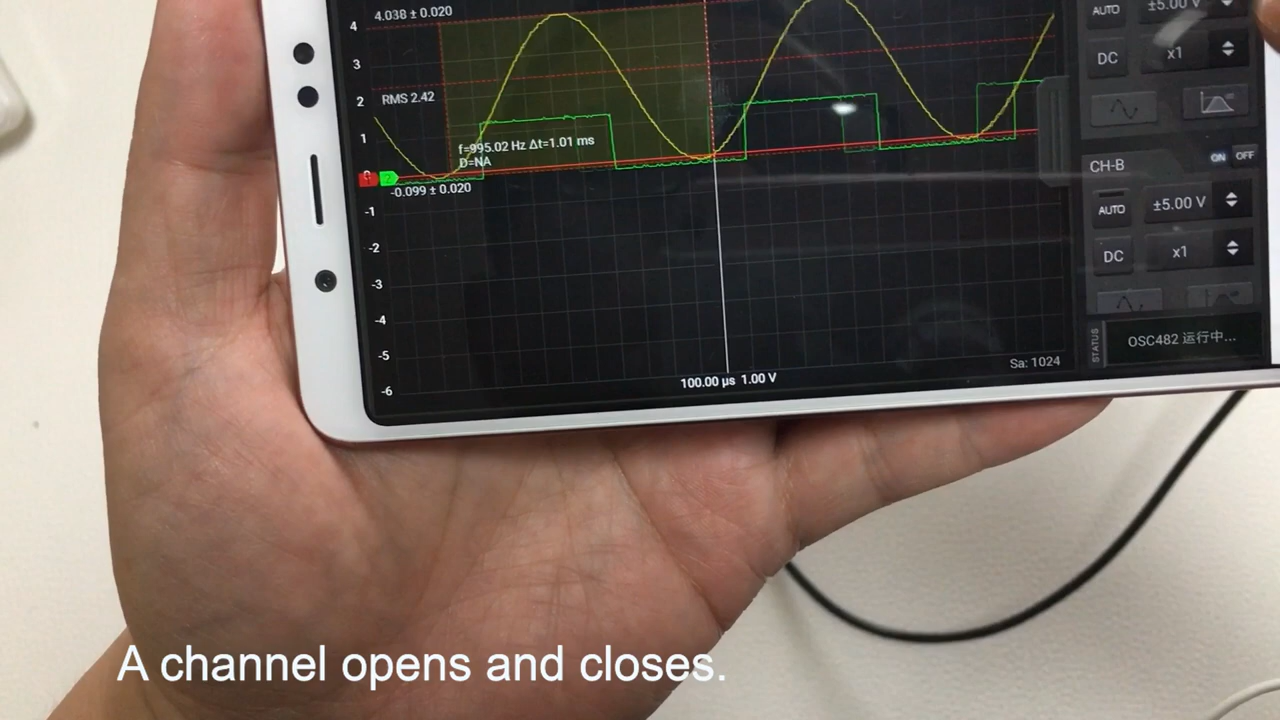 4.038 ± 0.020
AUTO ±5.00 V
4
3
DC x1
2
RMS 2.42
1
f=995.02 Hz Δt=1.01 ms
D=NA
2
-0.099 ± 0.020
CH-B ON OFF
-1
AUTO ±5.00 V
-2
DC x1
-3
-4
STATUS OSC482 运行中...
-5
Sa: 1024
-6
100.00 µs 1.00 V
A channel opens and closes.